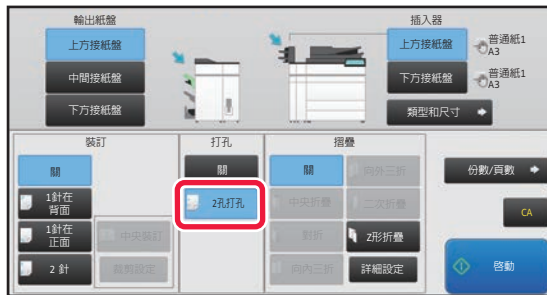 輸出紙盤
上方接紙盤
中間接紙盤
下方接紙盤
插入器
上方接紙盤
普通紙1
A3
下方接紙盤
普通紙1
A3
類型和尺寸
裝訂
關
1針在
背面
1針在
正面
2 針
中央裝訂
裁剪設定
打孔
關
2孔打孔
摺疊
關
向外三折
中央折疊
二次折疊
對折
Z形折疊
向內三折
詳細設定
份數/頁數
CA
啓動